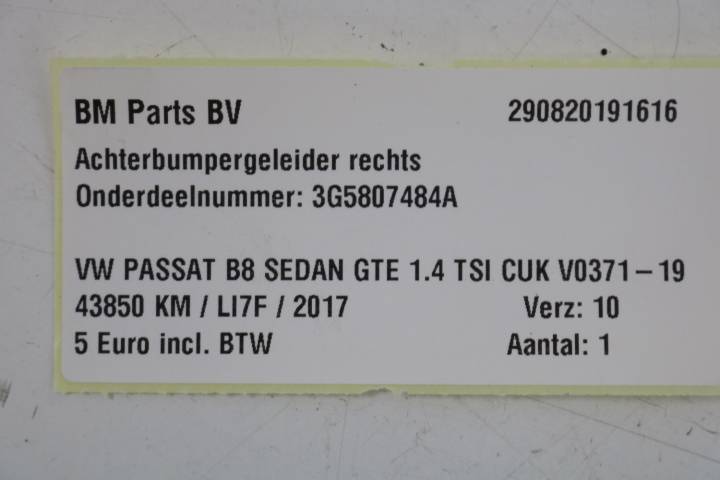 BM Parts BV 290820191616
Achterbumpergeleider rechts
Onderdeelnummer: 3G5807484A
VW PASSAT B8 SEDAN GTE 1.4 TSI CUK V0371-19
43850 KM / LI7F / 2017 Verz: 10
5 Euro incl. BTW Aantal: 1